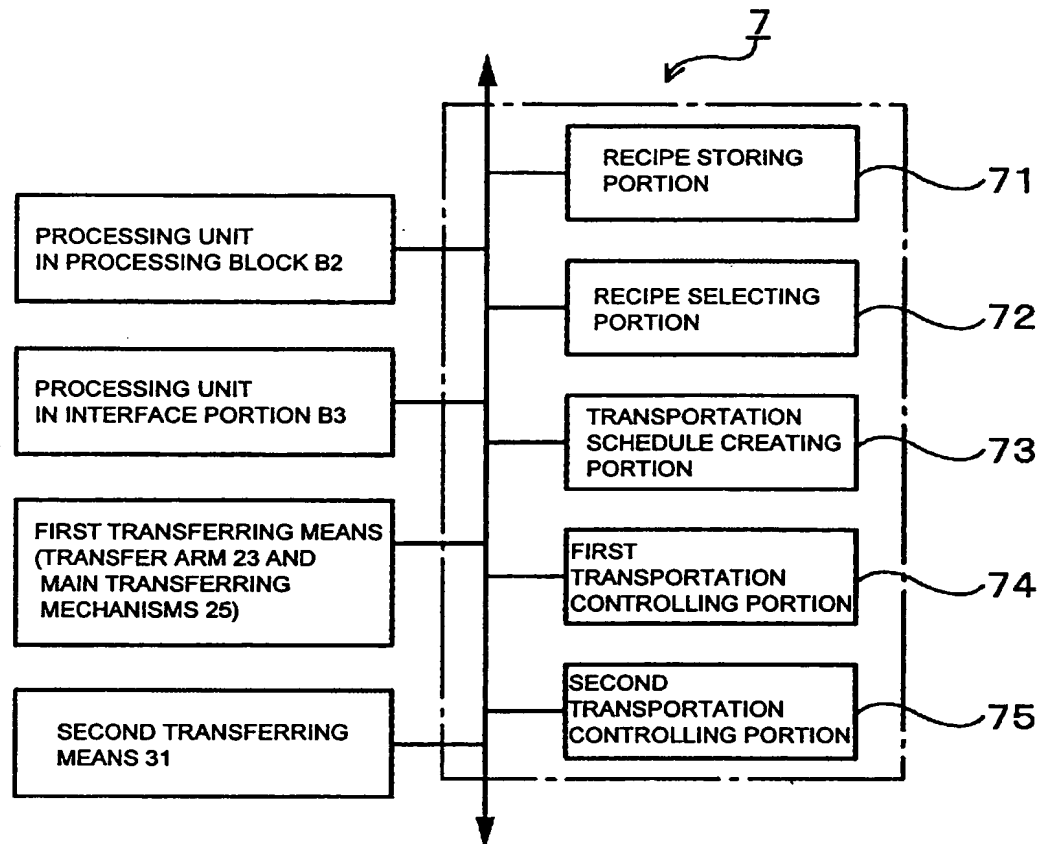 7
RECIPE STORING
PORTION
71
PROCESSING UNIT
IN PROCESSING BLOCK B2
RECIPE SELECTING
PORTION
72
PROCESSING UNIT
IN INTERFACE PORTION B3
TRANSPORTATION
SCHEDULE CREATING
PORTION
73
FIRST TRANSFERRING MEANS
(TRANSFER ARM 23 AND
MAIN TRANSFERRING
MECHANISMS 25)
FIRST
TRANSPORTATION
CONTROLLING PORTION
74
SECOND TRANSFERRING
MEANS 31
SECOND
TRANSPORTATION
CONTROLLING PORTION
75